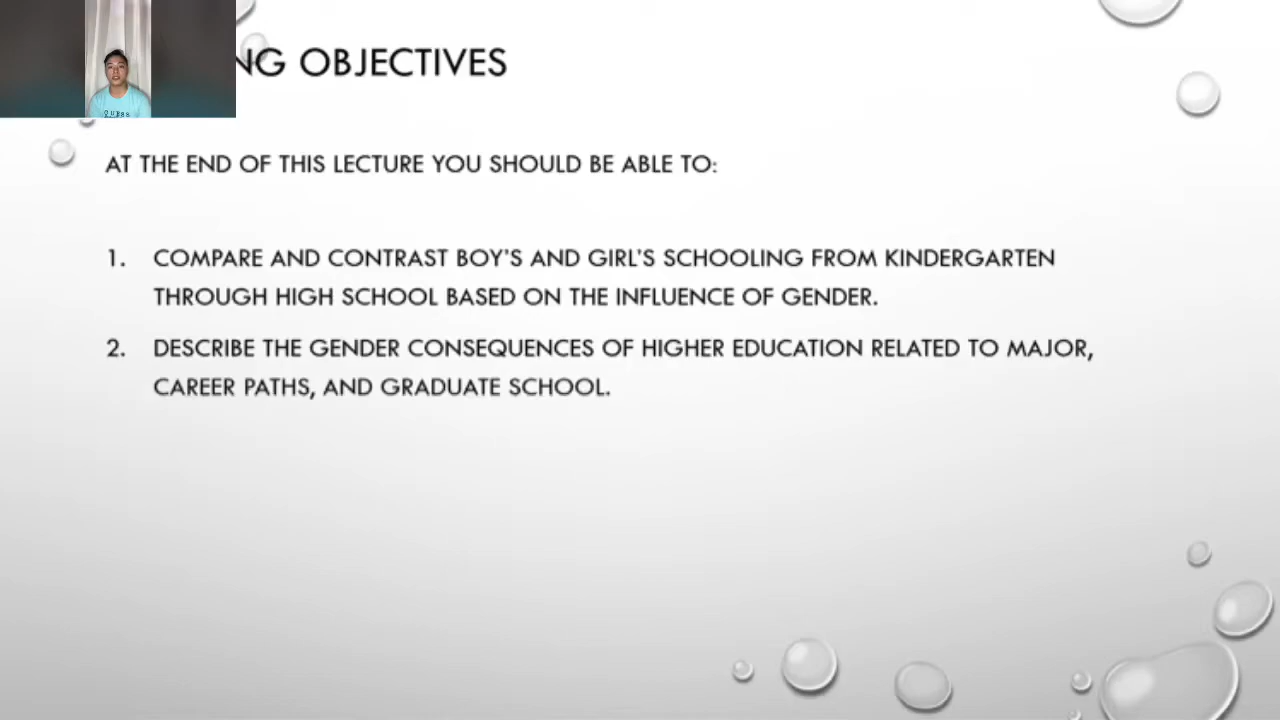 NG OBJECTIVES
AT THE END OF THIS LECTURE YOU SHOULD BE ABLE TO:
1. COMPARE AND CONTRAST BOY'S AND GIRL'S SCHOOLING FROM KINDERGARTEN
THROUGH HIGH SCHOOL BASED ON THE INFLUENCE OF GENDER.
2. DESCRIBE THE GENDER CONSEQUENCES OF HIGHER EDUCATION RELATED TO MAJOR,
CAREER PATHS, AND GRADUATE SCHOOL.